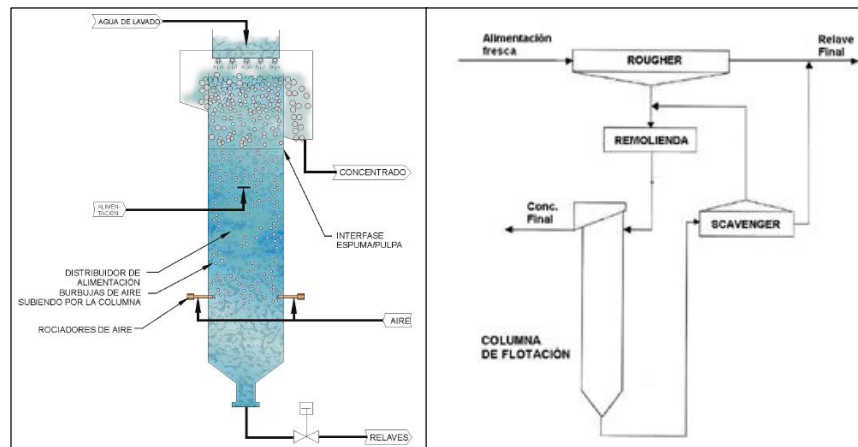 AGUA DE LAVADO
CONCENTRADO
ALIMEN-
TACIÓN
INTERFASE
ESPUMA/PULPA
DISTRIBUIDOR DE
ALIMENTACIÓN
BURBUJAS DE AIRE
SUBIENDO POR LA COLUMNA
ROCIADORES DE AIRE
AIRE
RELAVES
Alimentación
fresca
ROUGHER
Relave
Final
REMOLIENDA
Conc.
Final
SCAVENGER
COLUMNA
DE FLOTACIÓN